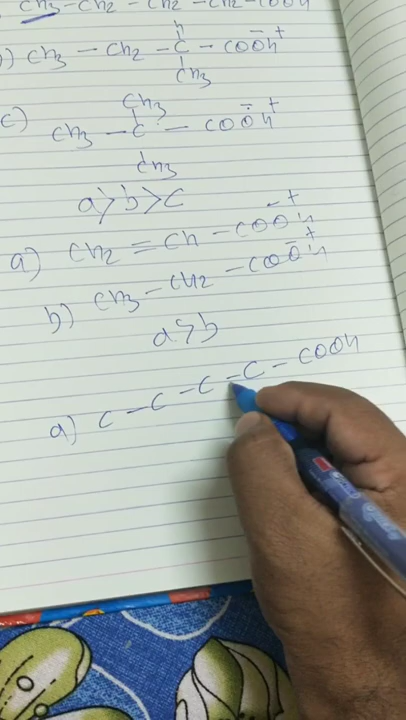 CH3 - CH2 - CH2 - CH2 - COOH
) CH3 - CH2 - C - COO⁻H⁺
H
CH3
c) CH3 - C - COO⁻H⁺
CH3
CH3
a > b > c
a) CH2 = CH - COO⁻H⁺
b) CH3 - CH2 - COO⁻H⁺
a > b
a) C - C - C - C - COOH